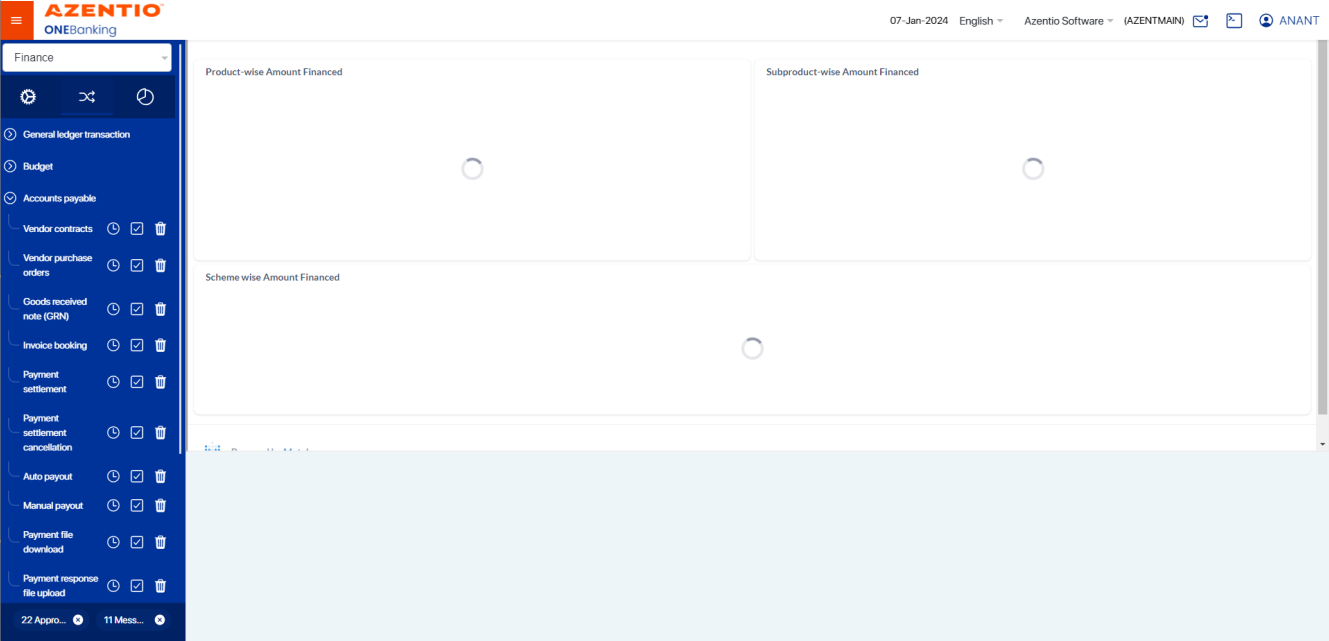 AZENTIO
ONEBanking
07-Jan-2024 English Azentio Software (AZENTMAIN) ANANT
Finance
General ledger transaction
Budget
Accounts payable
Vendor contracts
Vendor purchase
orders
Goods received
note (GRN)
Invoice booking
Payment
settlement
Payment
settlement
cancellation
Auto payout
Manual payout
Payment file
download
Payment response
file upload
22 Appro...
11 Mess...
Product-wise Amount Financed
Subproduct-wise Amount Financed
Scheme wise Amount Financed